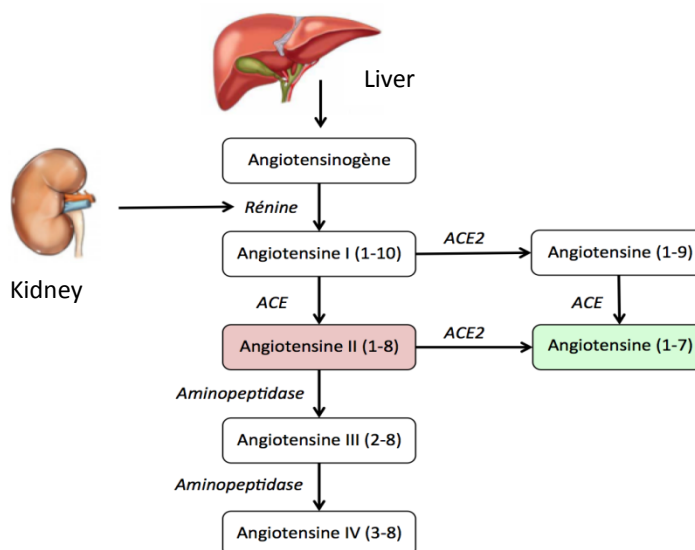 Liver
Angiotensinogène
Rénine
Kidney
Angiotensine I (1-10)
ACE2
Angiotensine (1-9)
ACE
ACE
Angiotensine II (1-8)
ACE2
Angiotensine (1-7)
Aminopeptidase
Angiotensine III (2-8)
Aminopeptidase
Angiotensine IV (3-8)